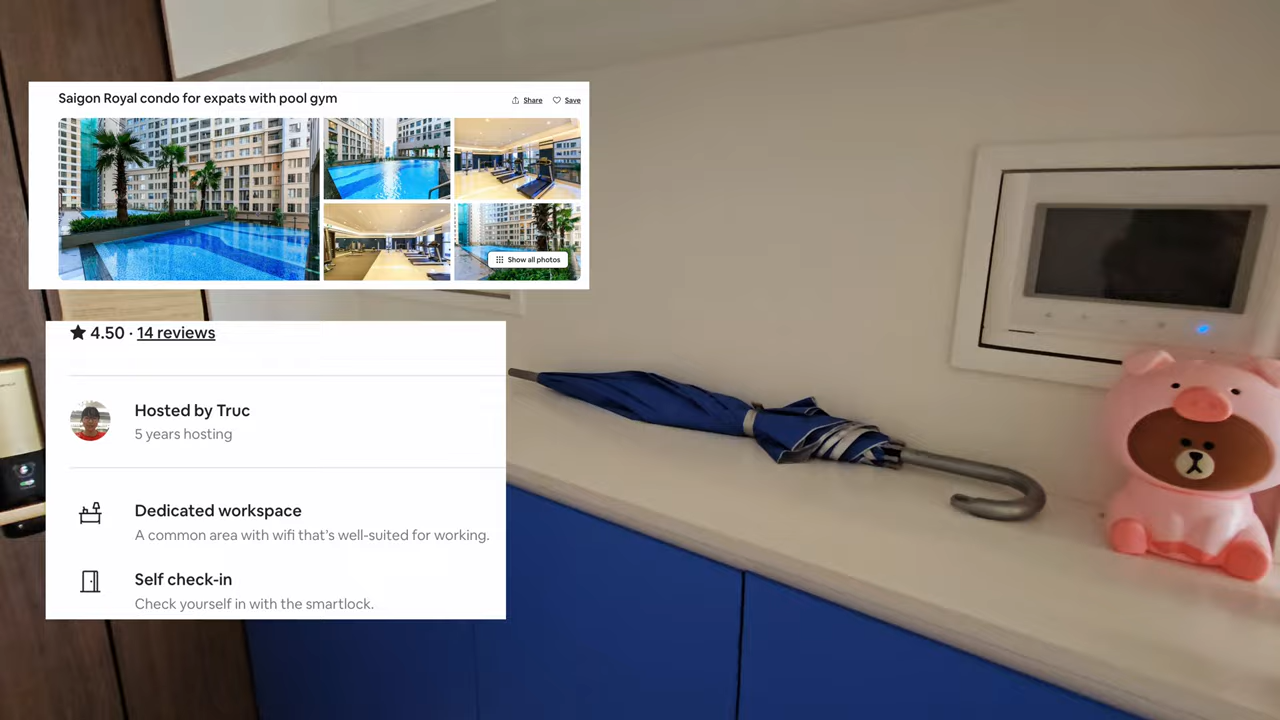 Saigon Royal condo for expats with pool gym
Share
Save
Show all photos
4.50 · 14 reviews
Hosted by Truc
5 years hosting
Dedicated workspace
A common area with wifi that's well-suited for working.
Self check-in
Check yourself in with the smartlock.